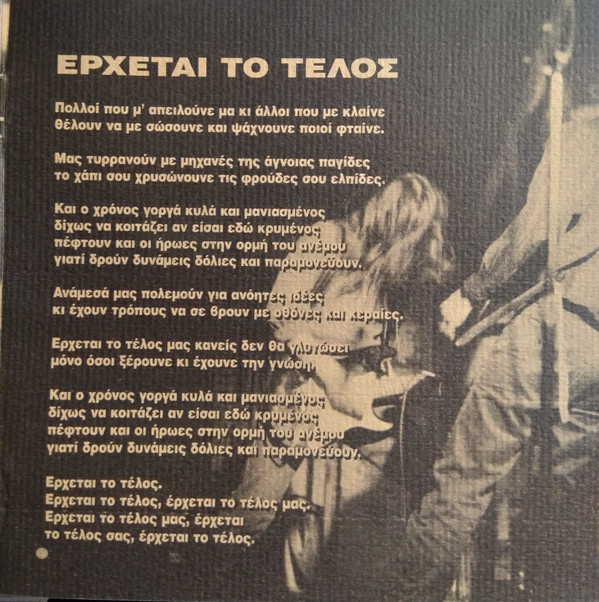 ΕΡΧΕΤΑΙ ΤΟ ΤΕΛΟΣ
Πολλοί που μ' απειλούνε μα κι άλλοι που με κλαίνε
θέλουν να με σώσουνε και ψάχνουνε ποιοί φταίνε.
Μας τυρρανούν με μηχανές της άγνοιας παγίδες
το χάπι σου χρυσώνουνε τις φρούδες σου ελπίδες.
Και ο χρόνος γοργά κυλά και μανιασμένος
δίχως να κοιτάζει αν είσαι εδώ κρυμένος
πέφτουν και οι ήρωες στην ορμή του ανέμου
γιατί δρούν δυνάμεις δόλιες και παραμονεύουν.
Ανάμεσά μας πολεμούν για ανόητες ιδέες
κι έχουν τρόπους να σε βρουν με οθόνες και κεραίες.
Ερχεται το τέλος μας κανείς δεν θα γλυτώσει
μόνο όσοι ξέρουνε κι έχουνε την γνώση.
Και ο χρόνος γοργά κυλά και μανιασμένος
δίχως να κοιτάζει αν είσαι εδώ κρυμένος
πέφτουν και οι ήρωες στην ορμή του ανέμου
γιατί δρούν δυνάμεις δόλιες και παραμονεύουν.
Ερχεται το τέλος.
Ερχεται το τέλος, έρχεται το τέλος μας.
Ερχεται το τέλος μας, έρχεται
το τέλος σας, έρχεται το τέλος.